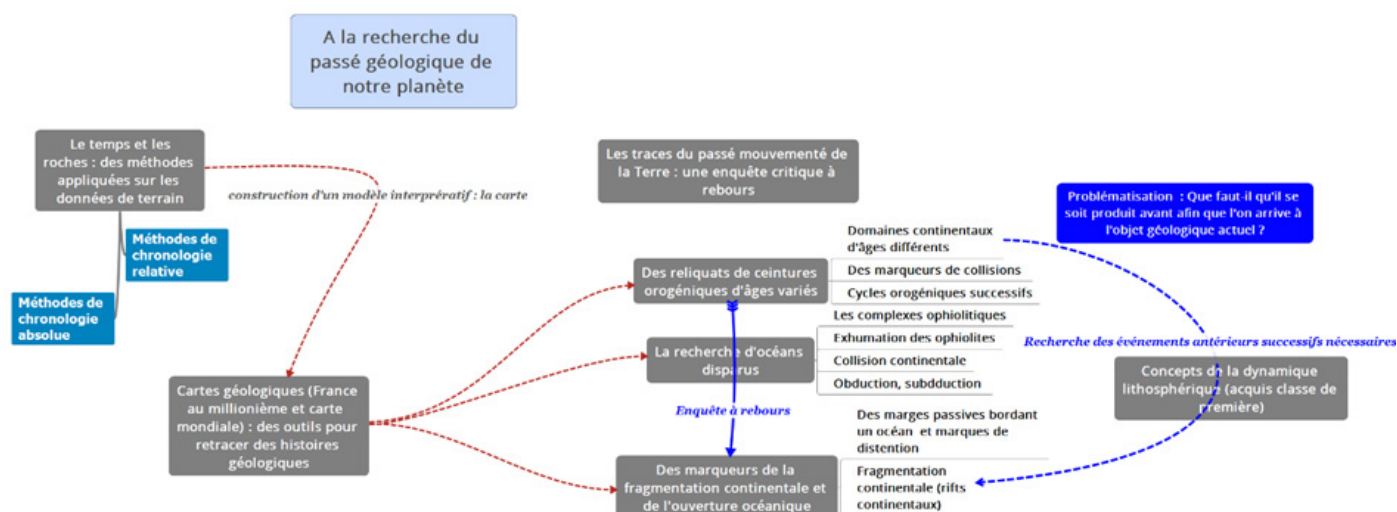 A la recherche du
passé géologique de
notre planète
Le temps et les
roches : des méthodes
appliquées sur les
données de terrain
construction d'un modèle interprératif : la carte
Méthodes de
chronologie
relative
Méthodes de
chronologie
absolue
Les traces du passé mouvementé de
la Terre : une enquête critique à
rebours
Problématisation : Que faut-il qu'il se
soit produit avant afin que l'on arrive à
l'objet géologique actuel ?
Domaines continentaux
d'âges différents
Des reliquats de ceintures
orogéniques d'âges variés
Des marqueurs de collisions
Cycles orogéniques successifs
Les complexes ophiolitiques
La recherche d'océans
disparus
Exhumation des ophiolites
Collision continentale
Obduction, subdduction
Recherche des événements antérieurs successifs nécessaires
Concepts de la dynamique
lithosphérique (acquis classe de
première)
Cartes géologiques (France
au millionième et carte
mondiale) : des outils pour
retracer des histoires
géologiques
Enquête à rebours
Des marges passives bordant
un océan et marques de
distention
Des marqueurs de la
fragmentation continentale et
de l'ouverture océanique
Fragmentation
continentale (rifts
continentaux)